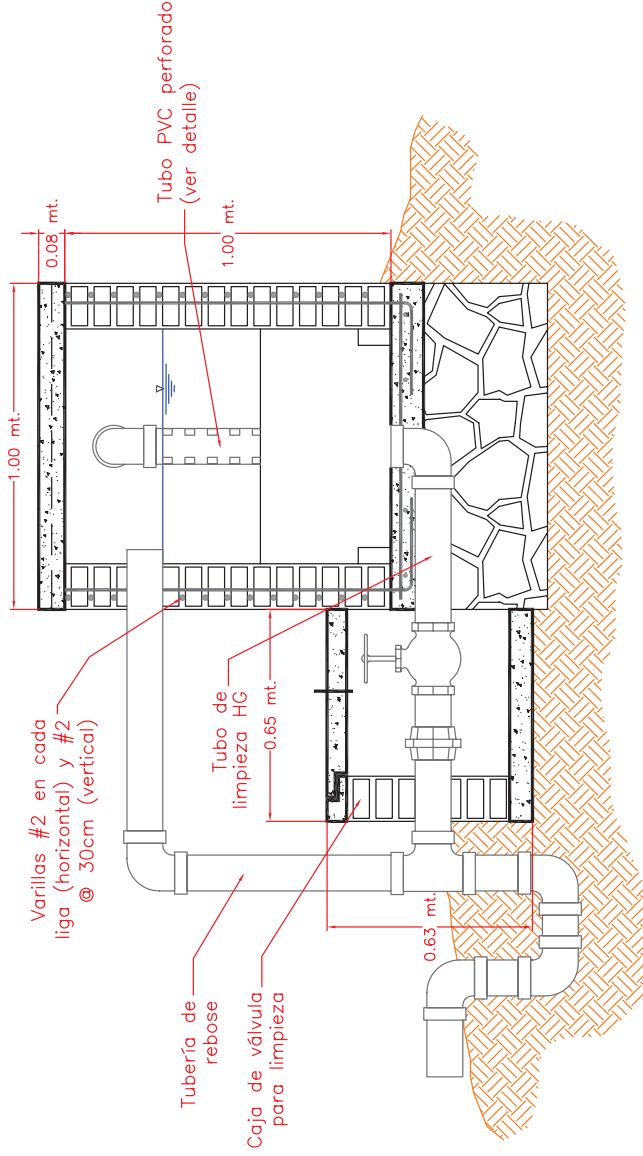 Varillas #2 en cada
liga (horizontal) y #2
@ 30cm (vertical)
1.00 mt.
0.08 mt.
1.00 mt.
Tubo PVC perforado
(ver detalle)
Tubo de
limpieza HG
0.65 mt.
Tubería de
rebose
Caja de válvula
para limpieza
0.63 mt.